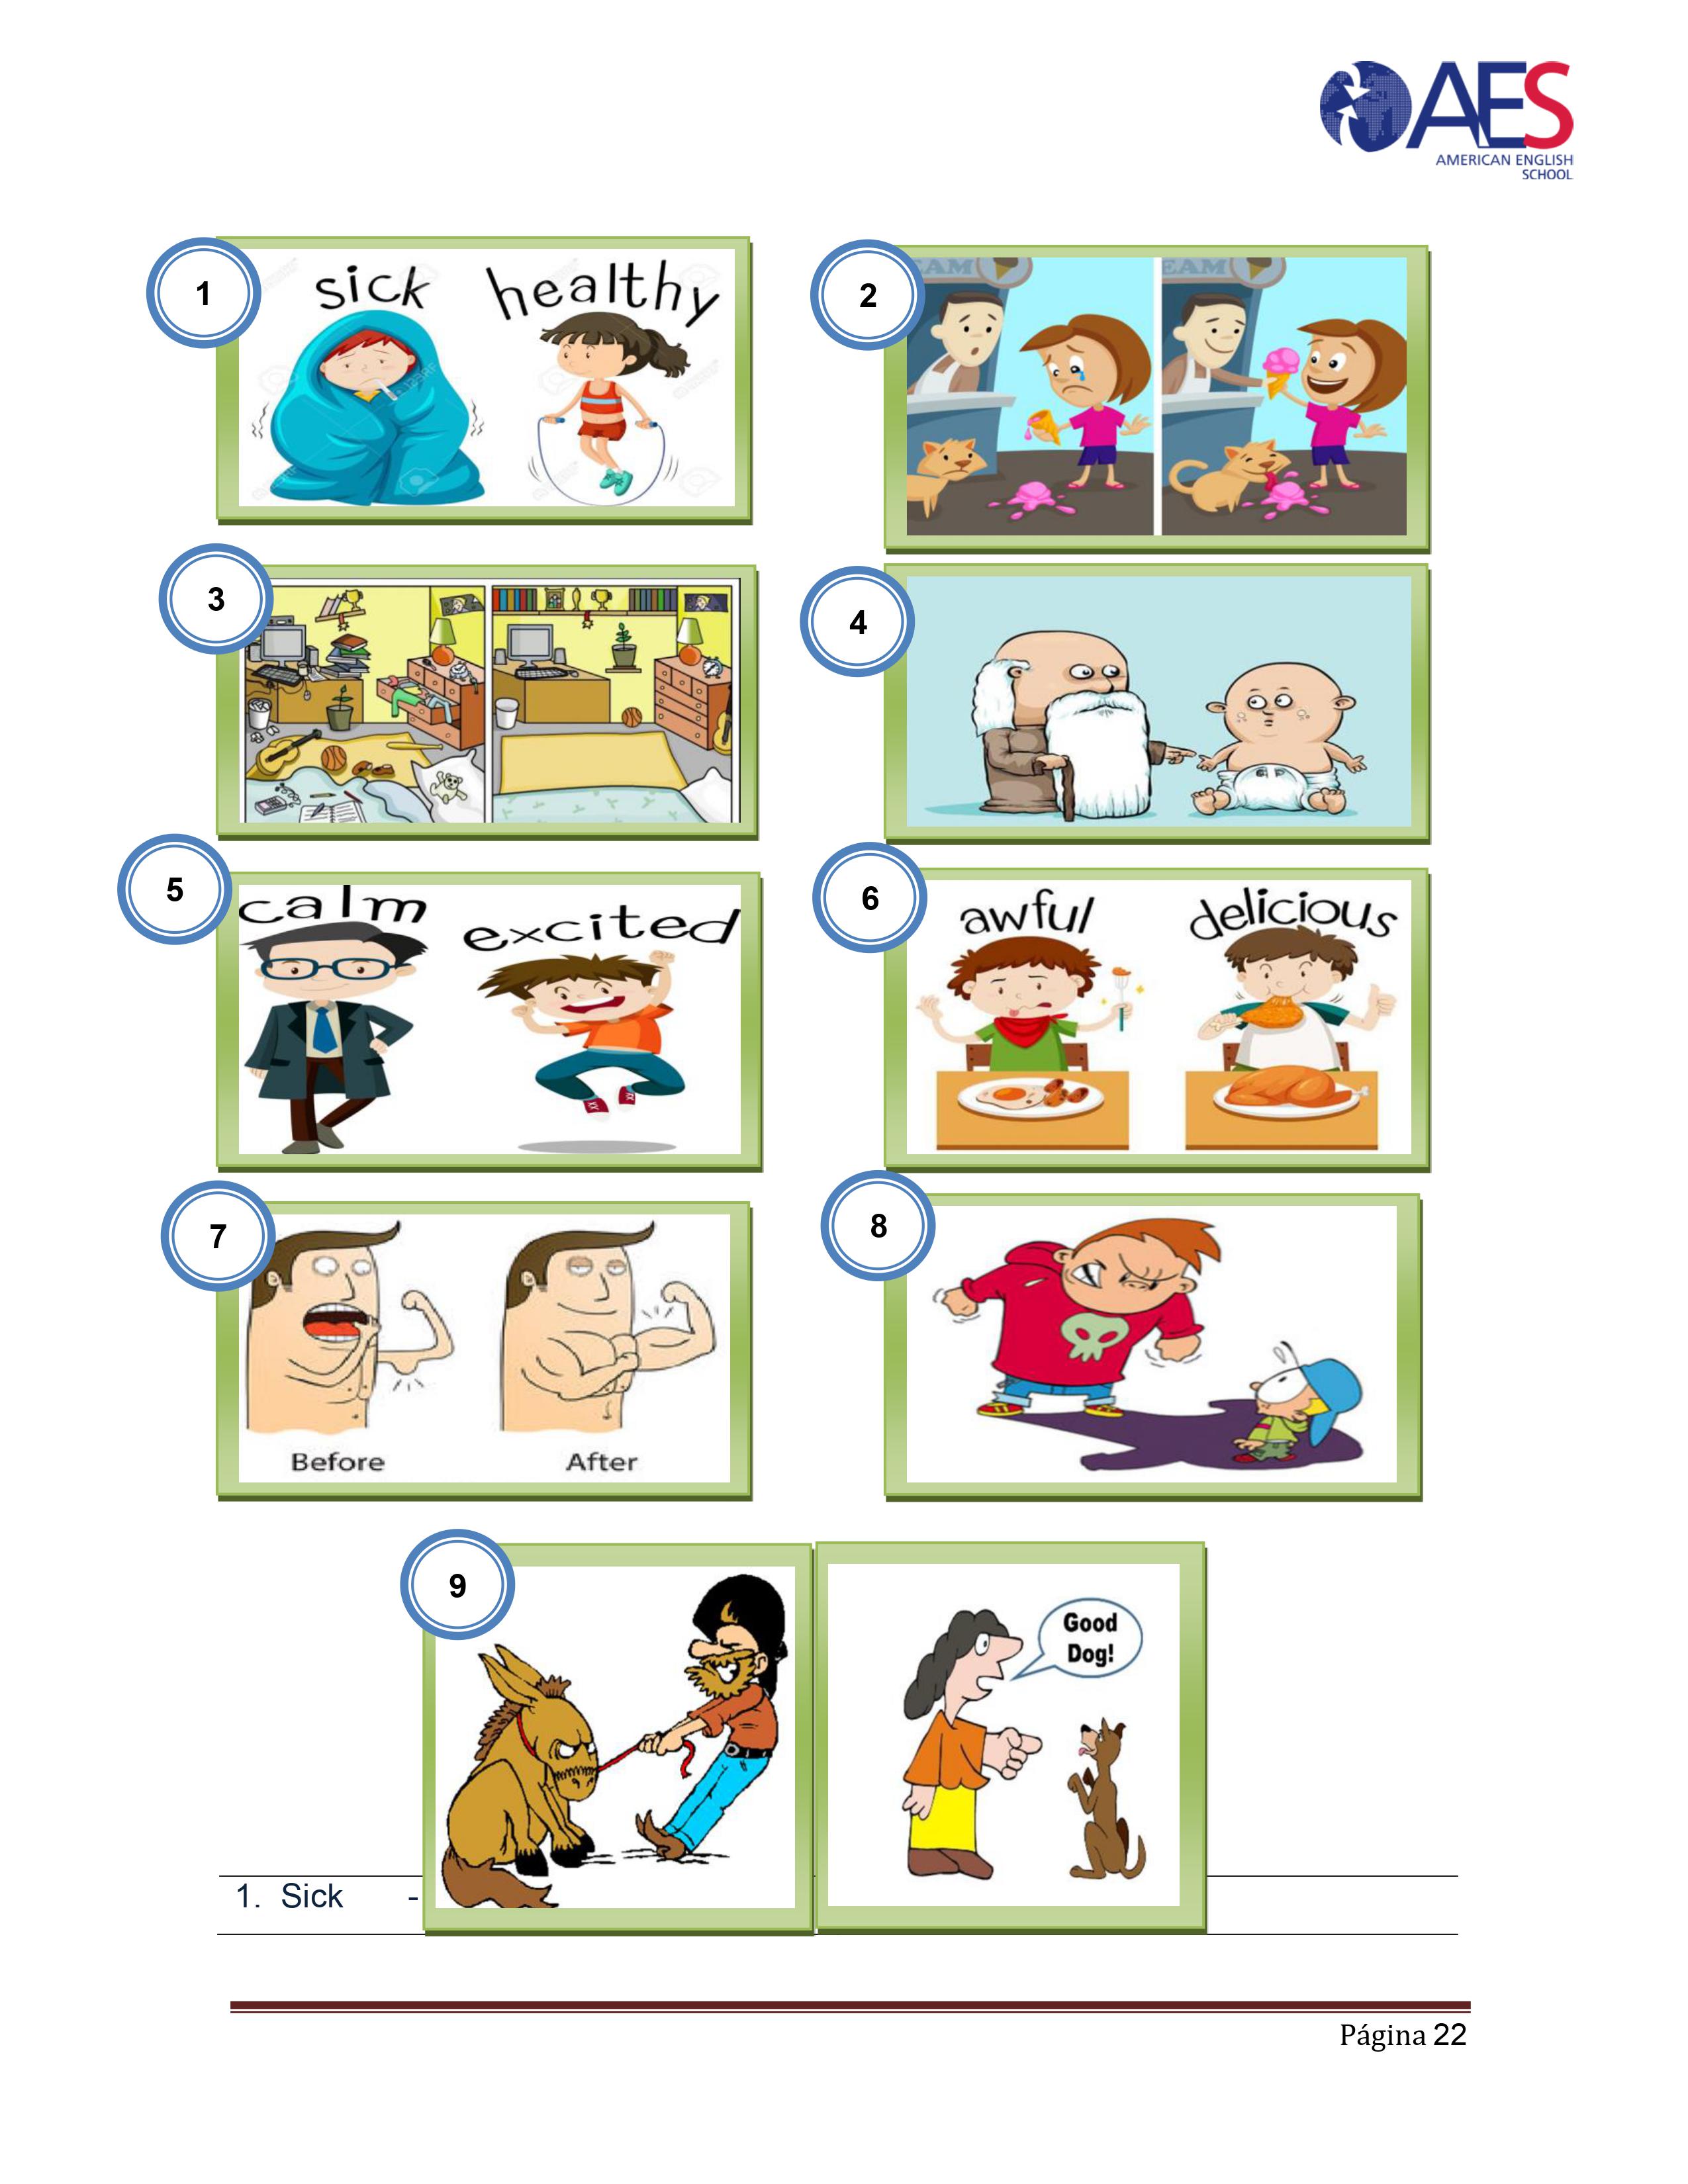 AES
AMERICAN ENGLISH
SCHOOL
1
sick healthy
2
EAM EAM
3
4
5
calm
excited
6
awful delicious
7
Before After
8
9
Good
Dog!
1. Sick -
Página 22